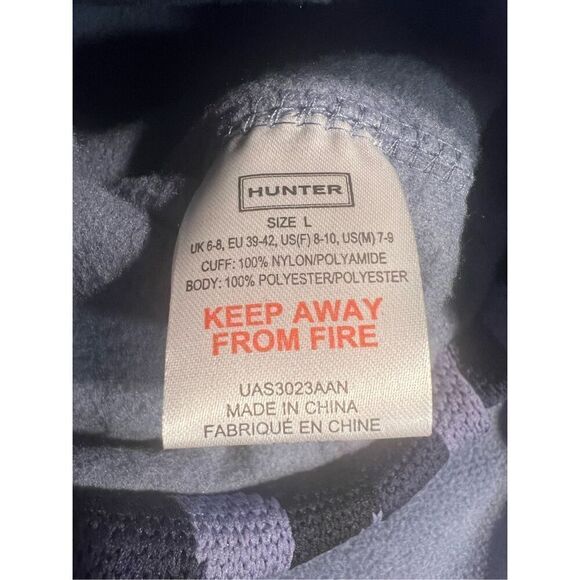 HUNTER
SIZE L
UK 6-8, EU 39-42, US(F) 8-10, US(M) 7-9
CUFF: 100% NYLON/POLYAMIDE
BODY: 100% POLYESTER/POLYESTER
KEEP AWAY
FROM FIRE
UAS3023AAN
MADE IN CHINA
FABRIQUÉ EN CHINE